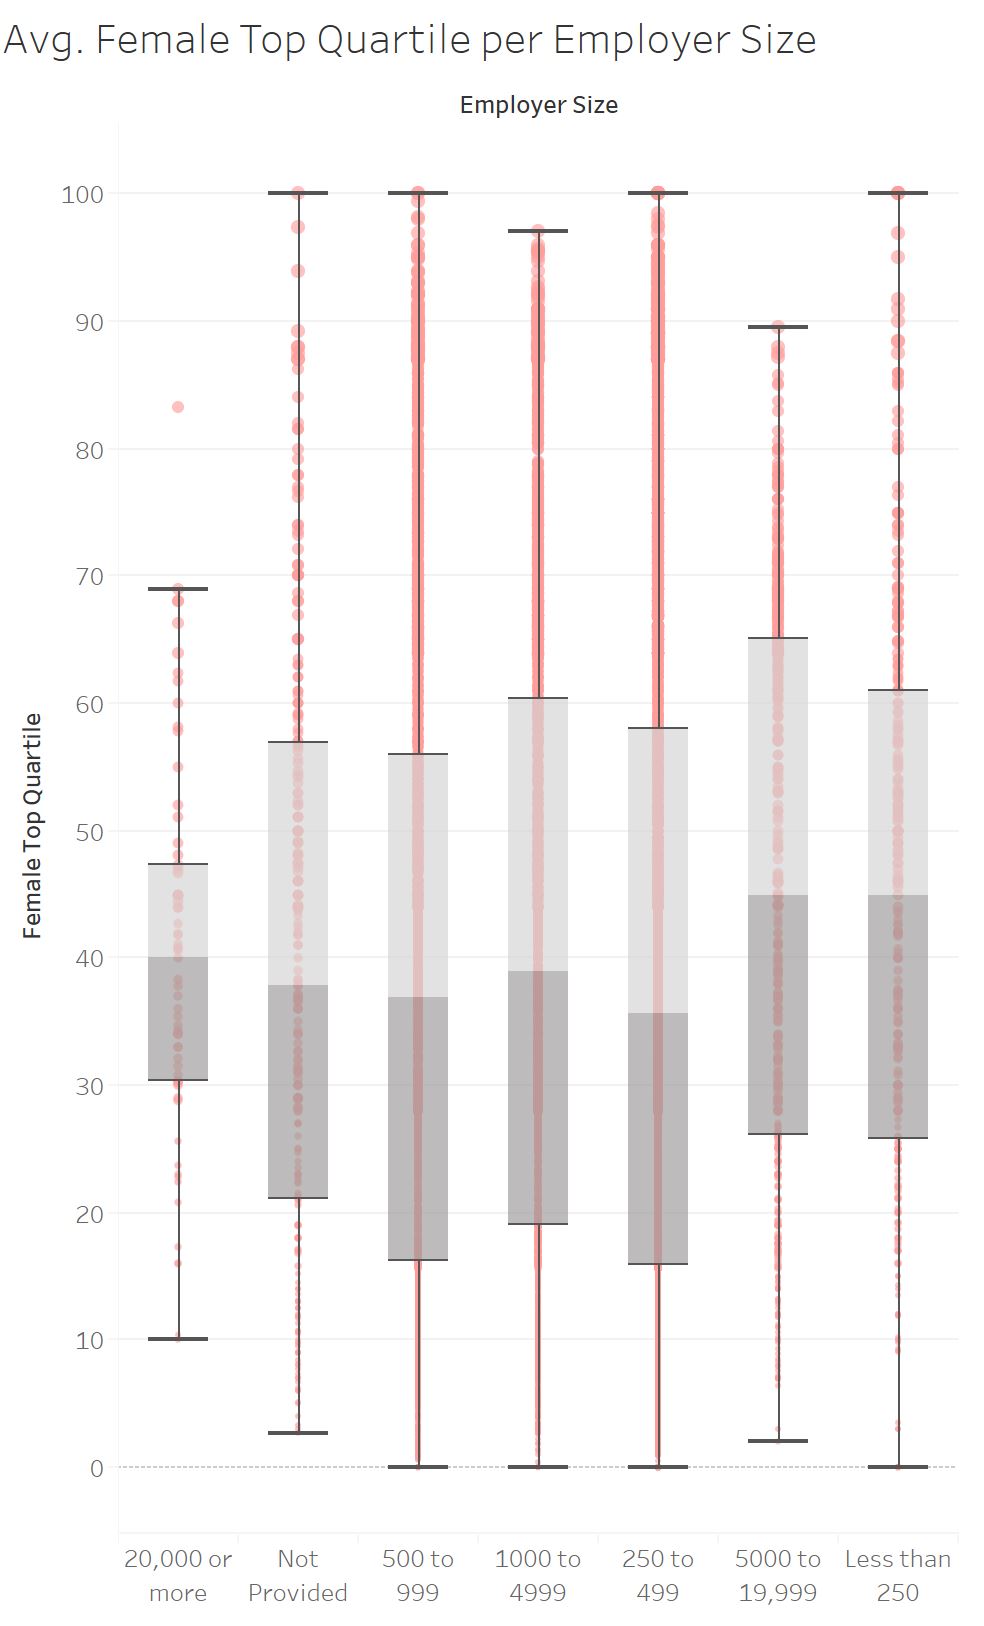 Avg. Female Top Quartile per Employer Size
Employer Size
Female Top Quartile
100
90
80
70
60
50
40
30
20
10
0
20,000 or more
Not Provided
500 to 999
1000 to 4999
250 to 499
5000 to 19,999
Less than 250